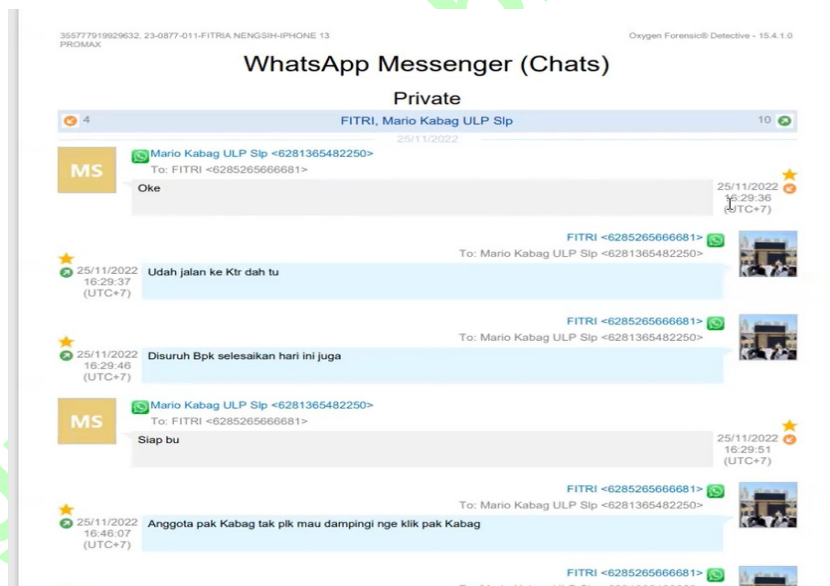 355777919929632, 23-0877-011-FITRIA NENGSIH-IPHONE 13
PROMAX
Oxygen Forensic® Detective - 15.4.1.0
WhatsApp Messenger (Chats)
Private
4
FITRI, Mario Kabag ULP Slp
10
25/11/2022
MS
Mario Kabag ULP Slp <6281365482250>
To: FITRI <6285265666681>
Oke
25/11/2022
16:29:36
(UTC+7)
FITRI <6285265666681>
To: Mario Kabag ULP Slp <6281365482250>
25/11/2022
16:29:37
(UTC+7)
Udah jalan ke Ktr dah tu
FITRI <6285265666681>
To: Mario Kabag ULP Slp <6281365482250>
25/11/2022
16:29:46
(UTC+7)
Disuruh Bpk selesaikan hari ini juga
MS
Mario Kabag ULP Slp <6281365482250>
To: FITRI <6285265666681>
Siap bu
25/11/2022
16:29:51
(UTC+7)
FITRI <6285265666681>
To: Mario Kabag ULP Slp <6281365482250>
25/11/2022
16:46:07
(UTC+7)
Anggota pak Kabag tak plk mau dampingi nge klik pak Kabag
FITRI <6285265666681>